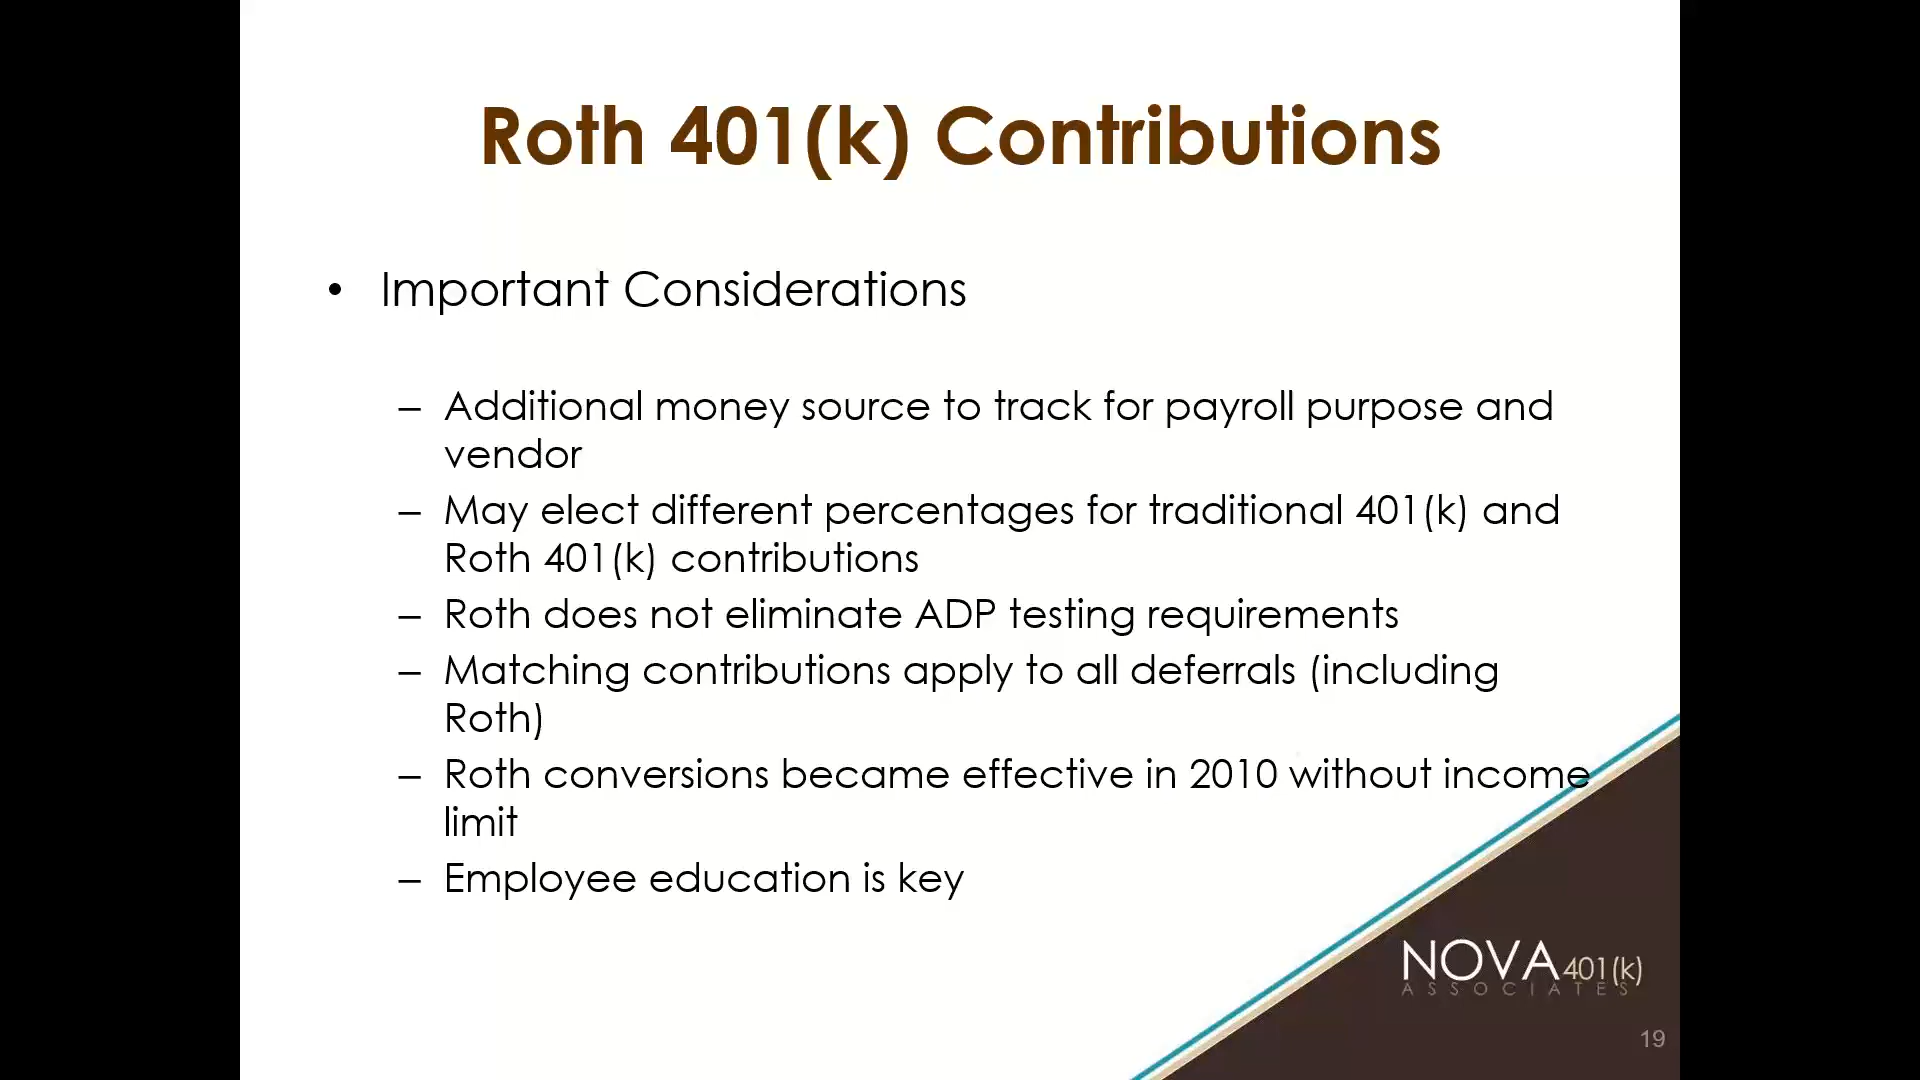 Roth 401(k) Contributions
• Important Considerations
– Additional money source to track for payroll purpose and
vendor
– May elect different percentages for traditional 401(k) and
Roth 401(k) contributions
– Roth does not eliminate ADP testing requirements
– Matching contributions apply to all deferrals (including
Roth)
– Roth conversions became effective in 2010 without income
limit
– Employee education is key
NOVA 401(k)
ASSOCIATES
19